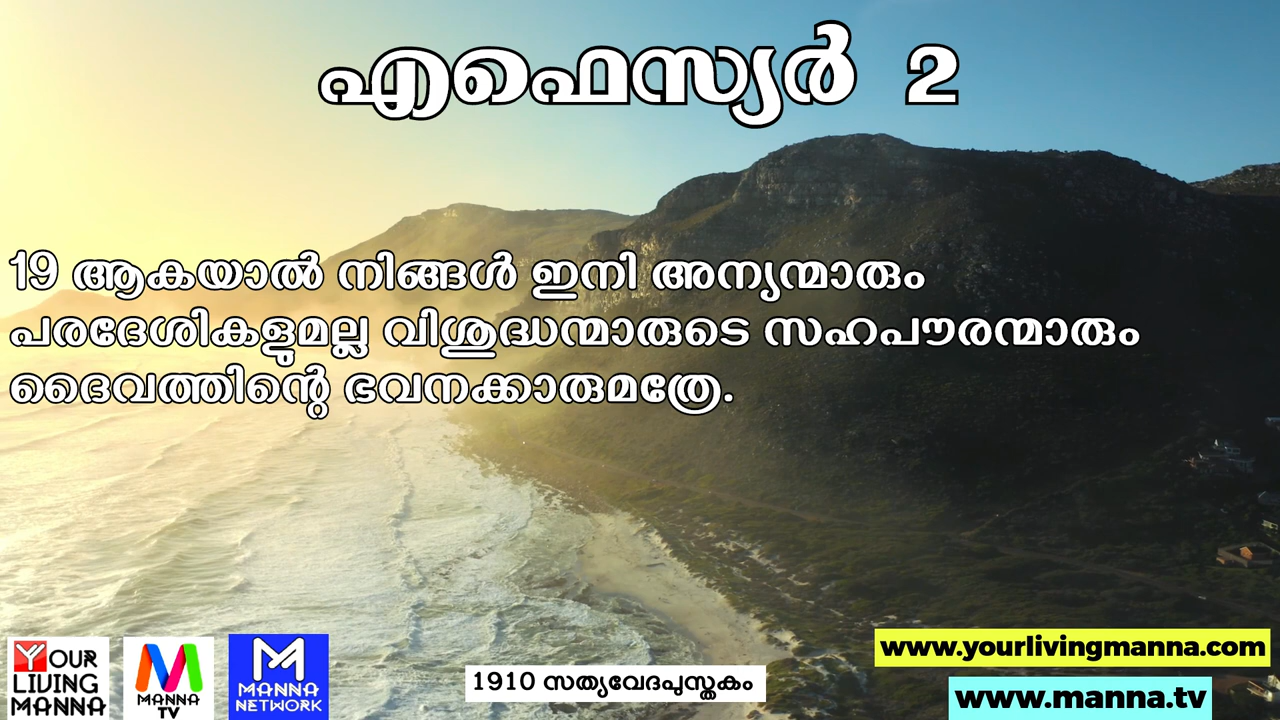 എഫെസ്യർ 2
19 ആകയാൽ നിങ്ങൾ ഇനി അന്യന്മാരും
പരദേശികളുമല്ല വിശുദ്ധന്മാരുടെ സഹപൗരന്മാരും
ദൈവത്തിന്റെ ഭവനക്കാരുമത്രേ.
YOUR
LIVING
MANNA
MANNA
TV
MANNA
NETWORK
1910 സത്യവേദപുസ്തകം
www.yourlivingmanna.com
www.manna.tv